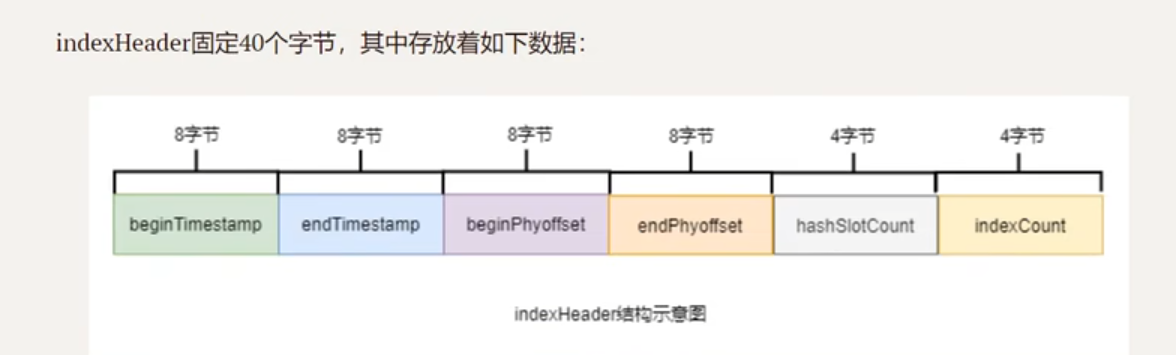 indexHeader固定40个字节，其中存放着如下数据：
8字节 8字节 8字节 8字节 4字节 4字节
beginTimestamp endTimestamp beginPhyoffset endPhyoffset hashSlotCount indexCount
indexHeader结构示意图